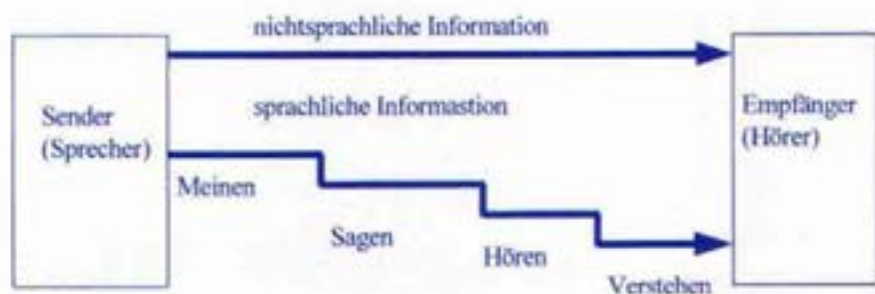 nichtsprachliche Information
Sender
(Sprecher)
sprachliche Informastion
Empfänger
(Hörer)
Meinen
Sagen
Hören
Verstehen